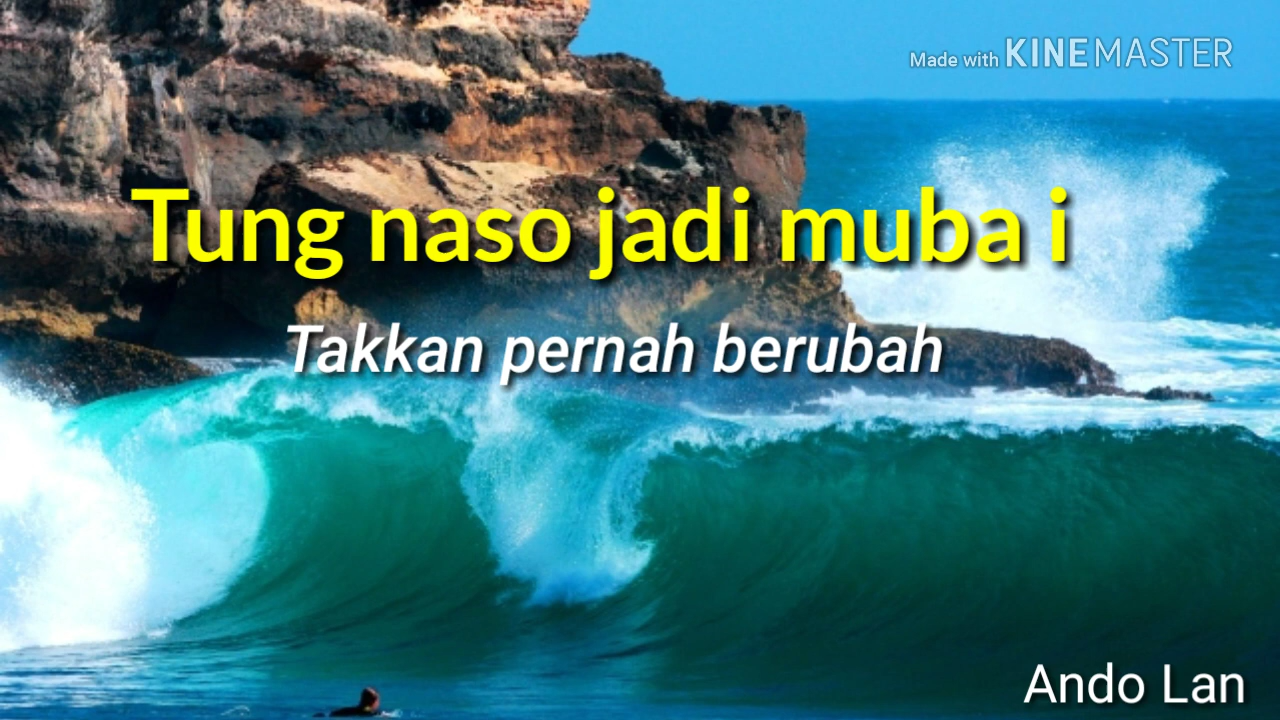 Made with KINEMASTER
Tung naso jadi muba i
Takkan pernah berubah
Ando Lan